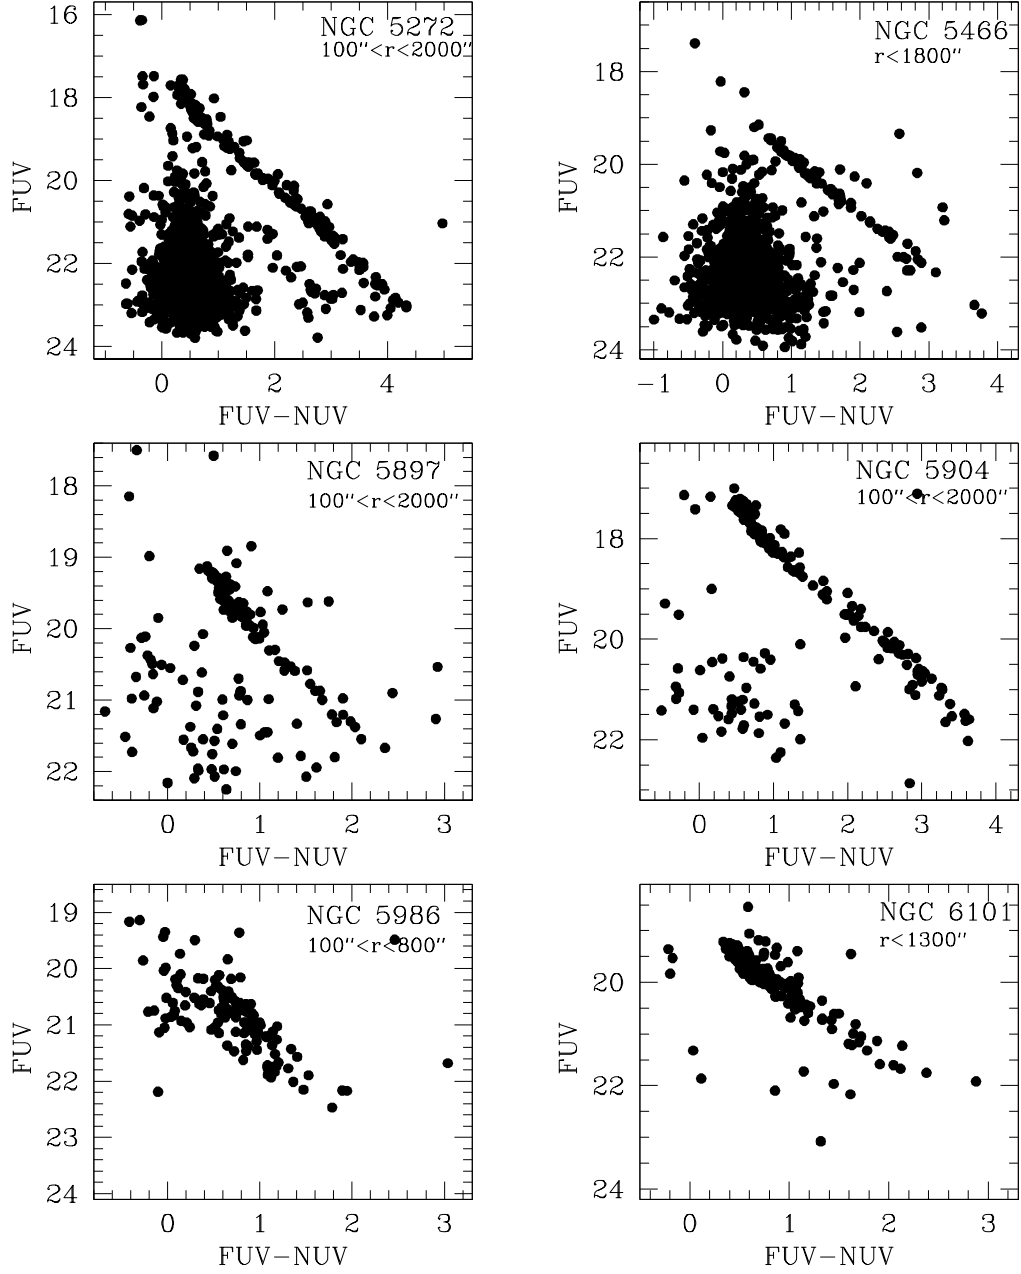 NGC 5272
100″<r<2000″
16
18
20
22
24
FUV
0 2 4
FUV−NUV
NGC 5466
r<1800″
18
20
22
24
FUV
−1 0 1 2 3 4
FUV−NUV
NGC 5897
100″<r<2000″
18
19
20
21
22
FUV
0 1 2 3
FUV−NUV
NGC 5904
100″<r<2000″
18
20
22
FUV
0 1 2 3 4
FUV−NUV
NGC 5986
100″<r<800″
19
20
21
22
23
24
FUV
0 1 2 3
FUV−NUV
NGC 6101
r<1300″
20
22
24
FUV
0 1 2 3
FUV−NUV